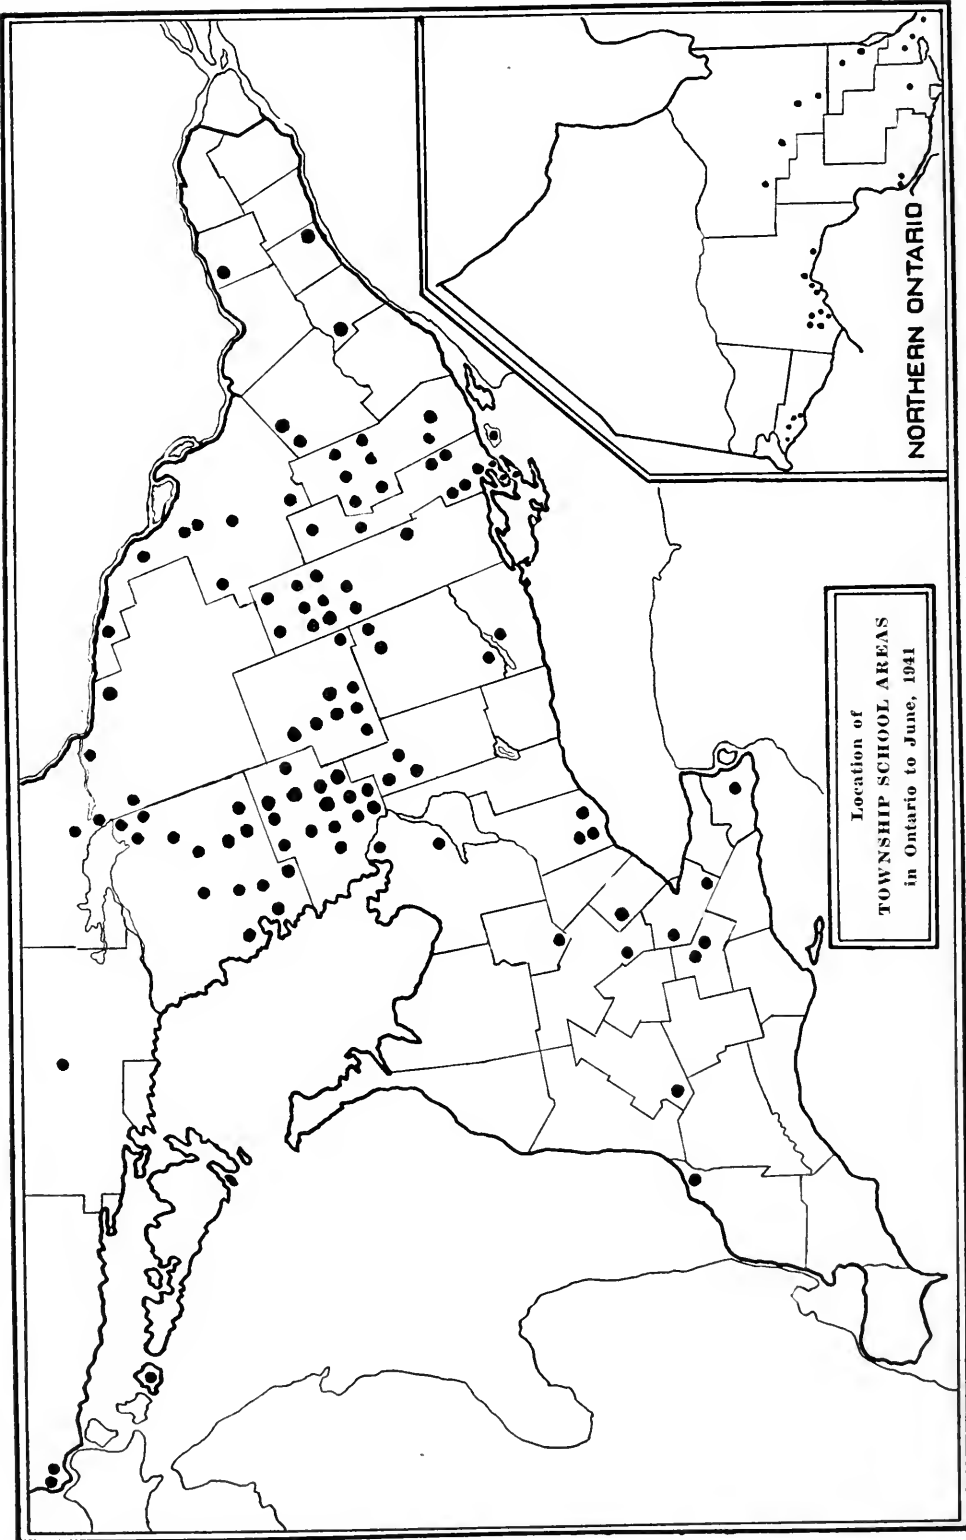 NORTHERN ONTARIO
Location of
TOWNSHIP SCHOOL AREAS
in Ontario to June, 1941